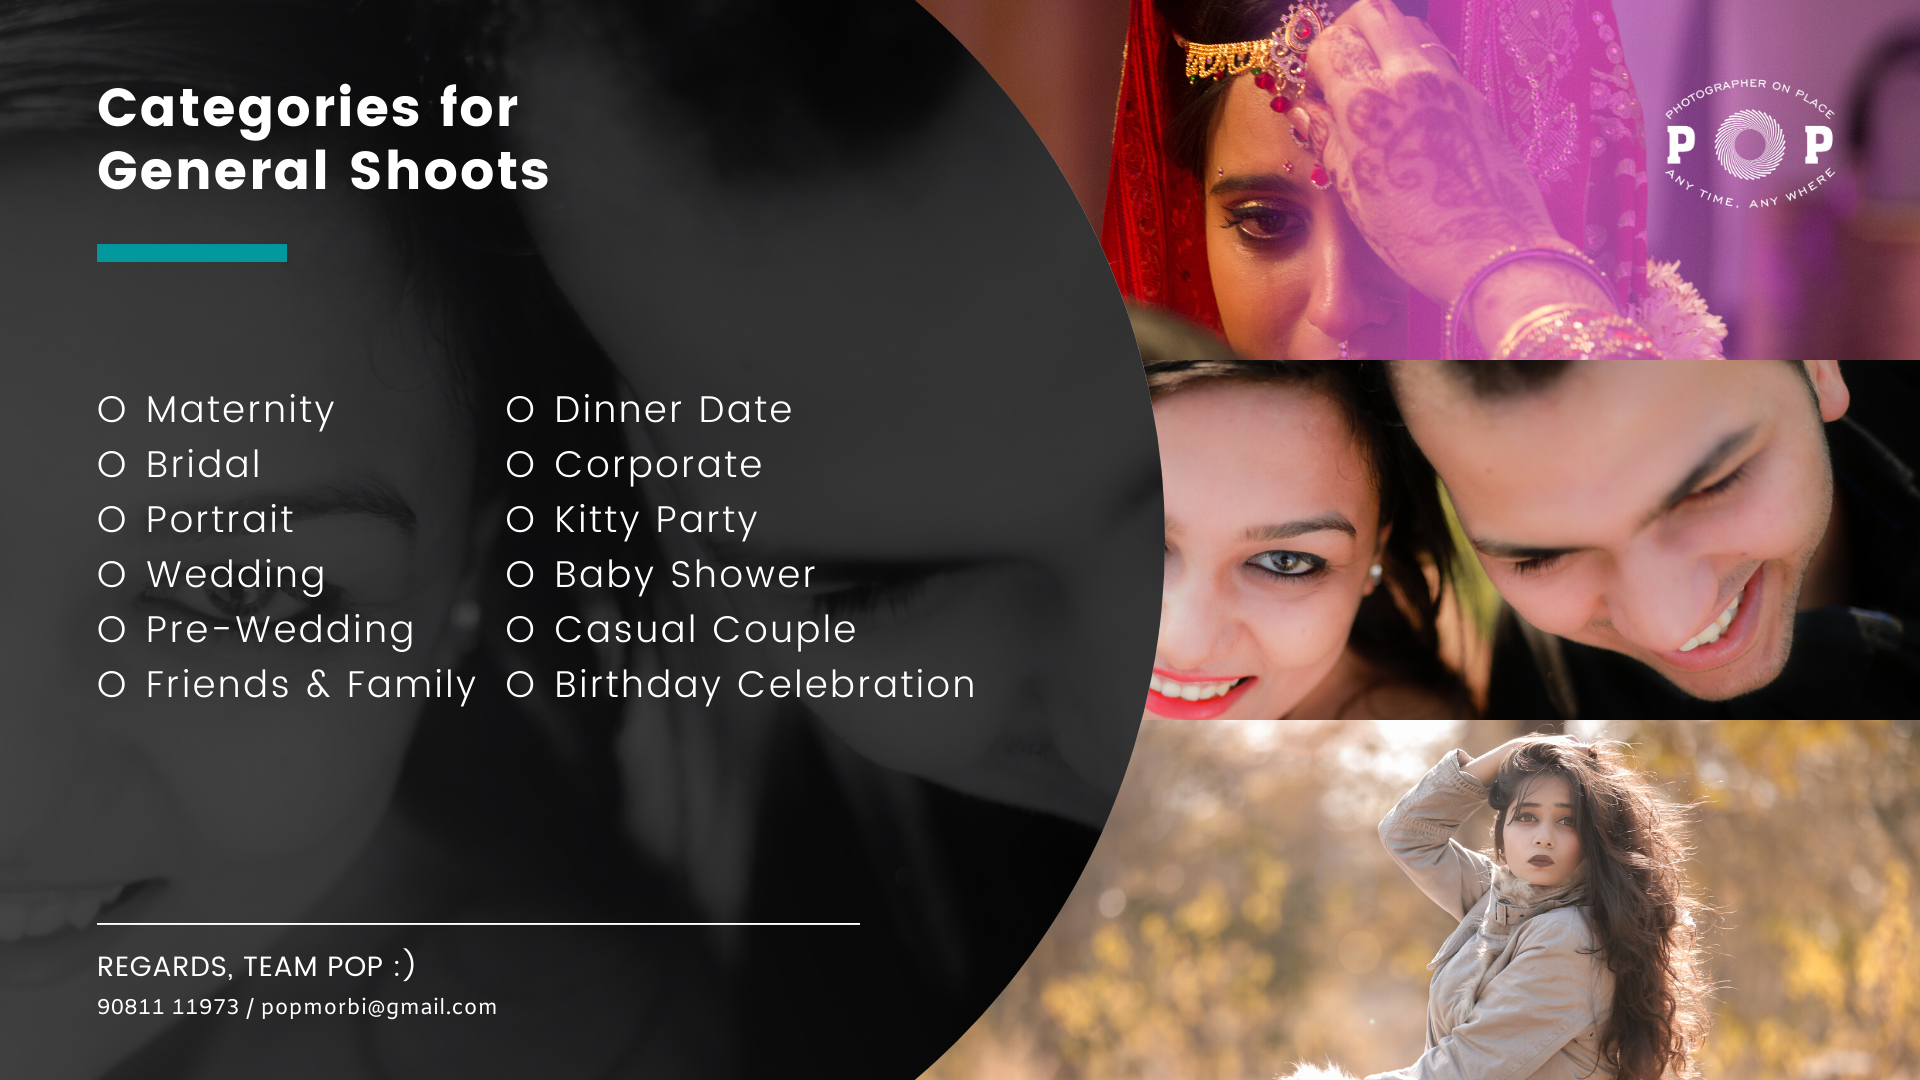 Categories for
General Shoots
PHOTOGRAPHER ON PLACE
P O P
ANY TIME, ANY WHERE
O Maternity
O Bridal
O Portrait
O Wedding
O Pre-Wedding
O Friends & Family
O Dinner Date
O Corporate
O Kitty Party
O Baby Shower
O Casual Couple
O Birthday Celebration
REGARDS, TEAM POP :)
90811 11973 / popmorbi@gmail.com